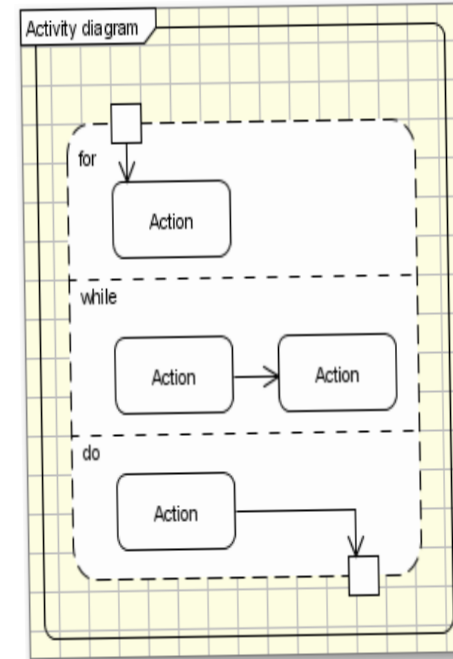 Activity diagram
for
Action
while
Action
Action
do
Action